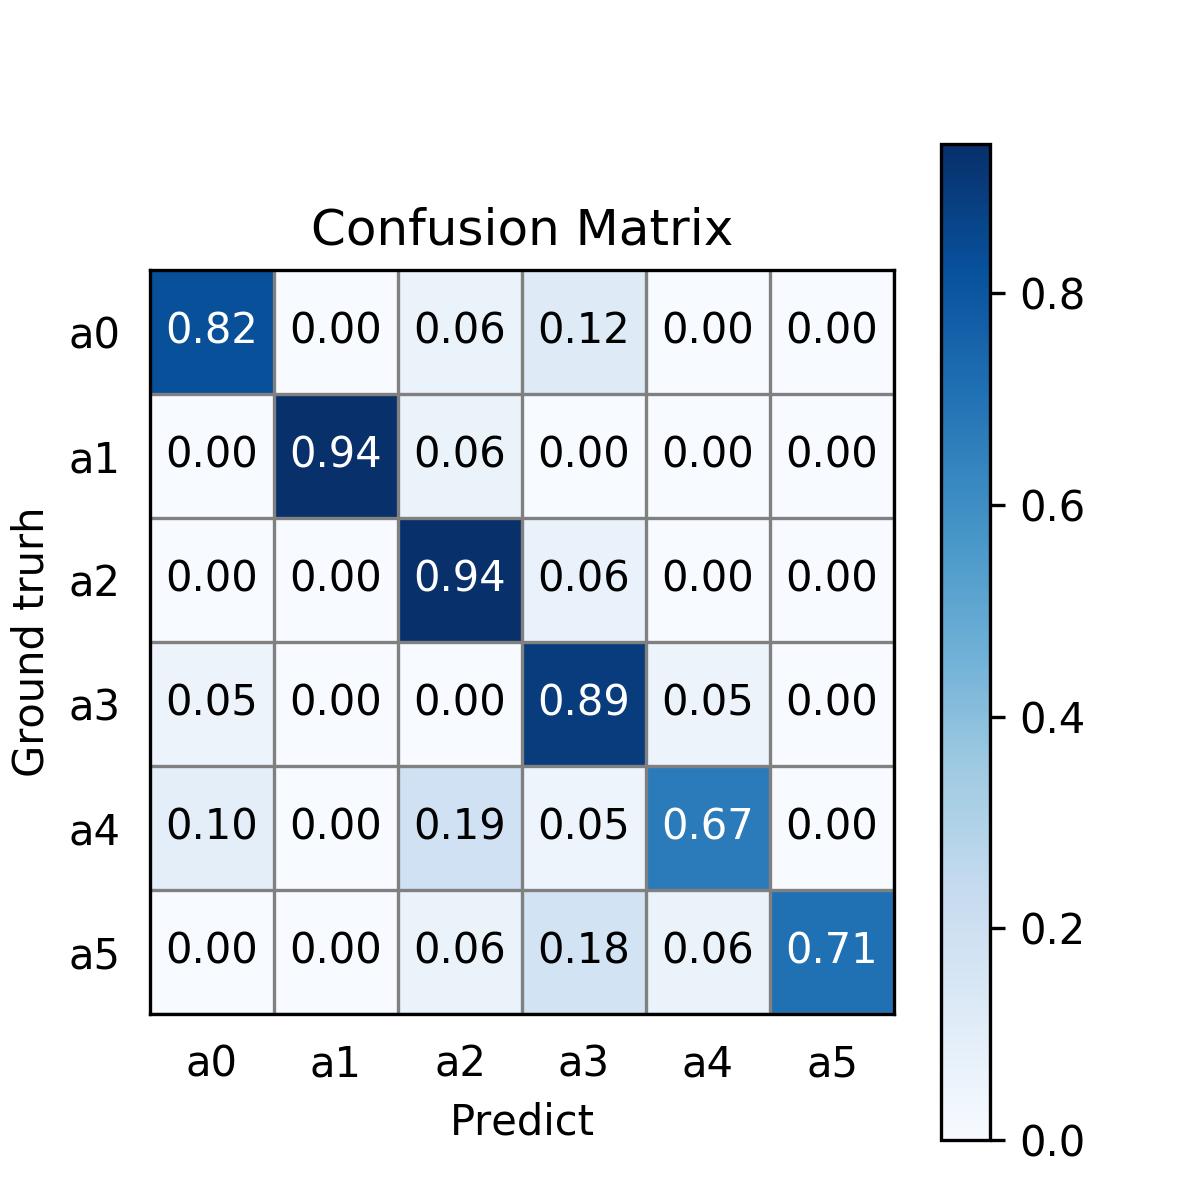 Confusion Matrix
a0 0.82 0.00 0.06 0.12 0.00 0.00
a1 0.00 0.94 0.06 0.00 0.00 0.00
a2 0.00 0.00 0.94 0.06 0.00 0.00
a3 0.05 0.00 0.00 0.89 0.05 0.00
a4 0.10 0.00 0.19 0.05 0.67 0.00
a5 0.00 0.00 0.06 0.18 0.06 0.71
a0 a1 a2 a3 a4 a5
Predict
Ground trurh
0.8
0.6
0.4
0.2
0.0